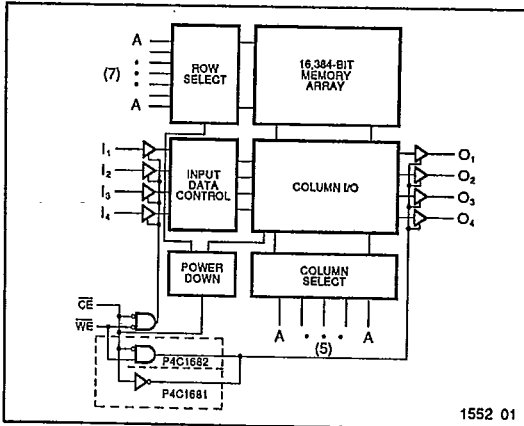 A
(7)
A
ROW
SELECT
16,384-BIT
MEMORY
ARRAY
I1
I2
I3
I4
INPUT
DATA
CONTROL
COLUMN I/O
O1
O2
O3
O4
POWER
DOWN
COLUMN
SELECT
A
A
(5)
CE
WE
P4C1682
P4C1681
1552 01